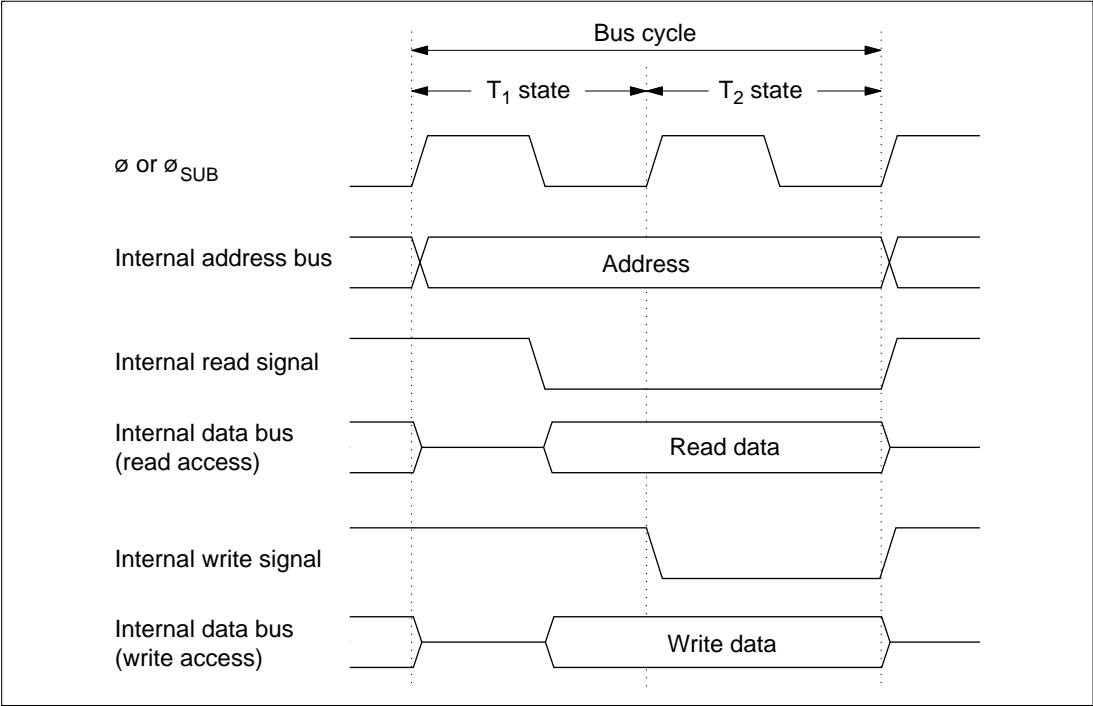 Bus cycle
T1 state
T2 state
ø or øSUB
Internal address bus
Address
Internal read signal
Internal data bus
(read access)
Read data
Internal write signal
Internal data bus
(write access)
Write data